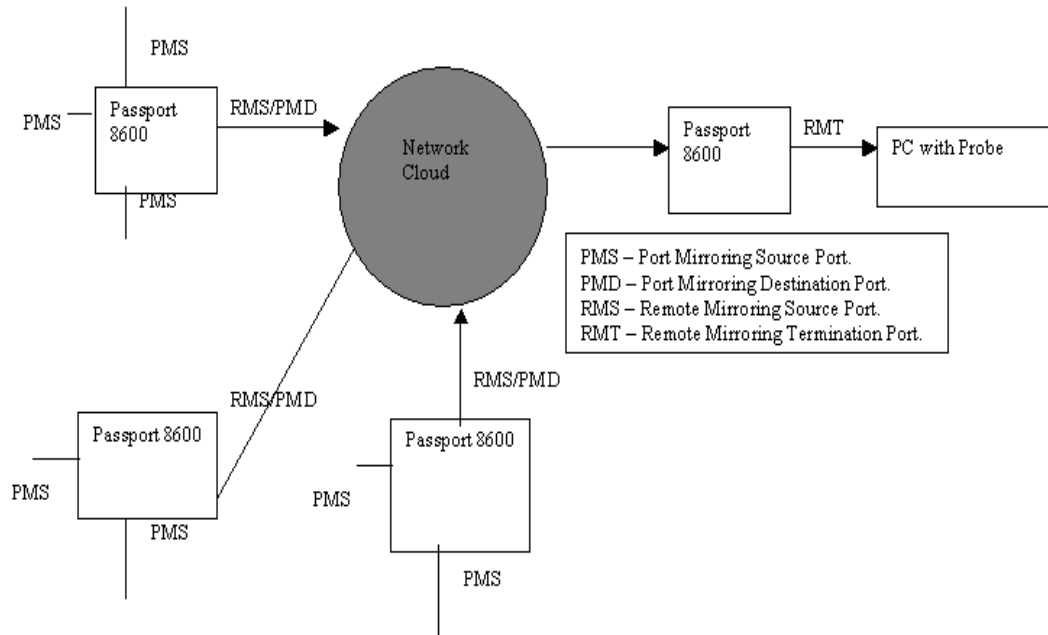 PMS
PMS
Passport
8600
RMS/PMD
PMS
Network
Cloud
Passport
8600
RMT
PC with Probe
PMS – Port Mirroring Source Port.
PMD – Port Mirroring Destination Port.
RMS – Remote Mirroring Source Port.
RMT – Remote Mirroring Termination Port.
RMS/PMD
Passport 8600
PMS
PMS
RMS/PMD
Passport 8600
PMS
PMS